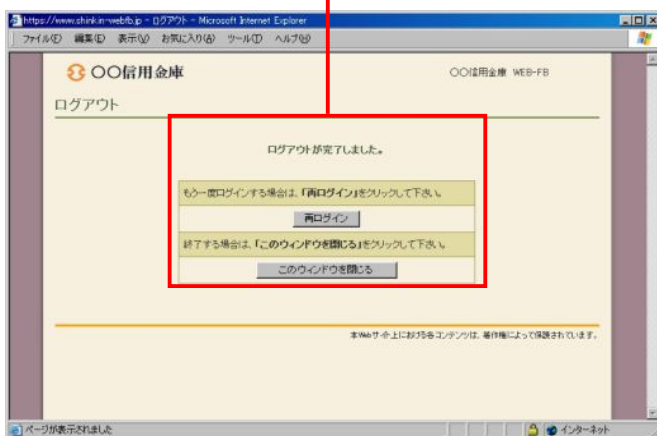 https://www.shinkin-webfb.jp - ログアウト - Microsoft Internet Explorer
ファイル(F) 編集(E) 表示(V) お気に入り(A) ツール(T) ヘルプ(H)
〇〇信用金庫
〇〇信用金庫 WEB-FB
ログアウト
ログアウトが完了しました。
もう一度ログインする場合は、「再ログイン」をクリックして下さい。
再ログイン
終了する場合は、「このウィンドウを閉じる」をクリックして下さい。
このウィンドウを閉じる
本Webサイト上における各コンテンツは、著作権によって保護されています。
ページが表示されました
インターネット